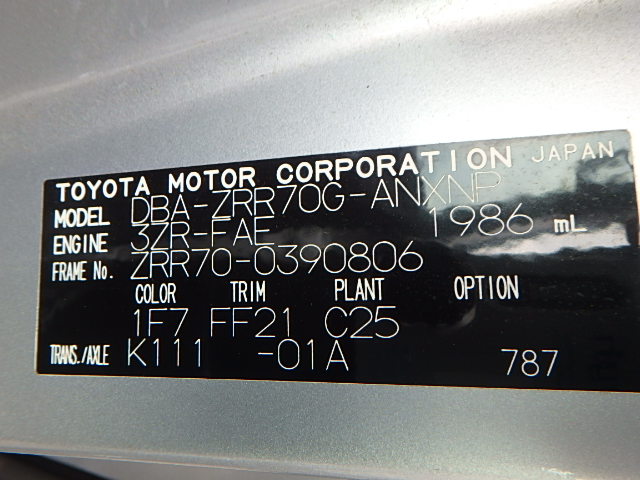 TOYOTA MOTOR CORPORATION JAPAN
MODEL DBA-ZRR70G-ANXNP
ENGINE 3ZR-FAE 1986 mL
FRAME No. ZRR70-0390806
COLOR TRIM PLANT OPTION
1F7 FF21 C25
TRANS./AXLE K111 -01A 787